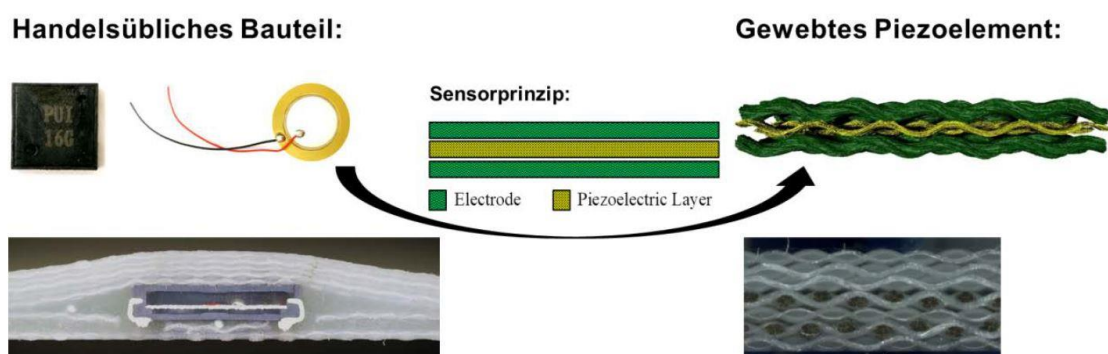 Handelsübliches Bauteil:
Gewebtes Piezoelement:
PUI
16G
Sensorprinzip:
Electrode
Piezoelectric Layer